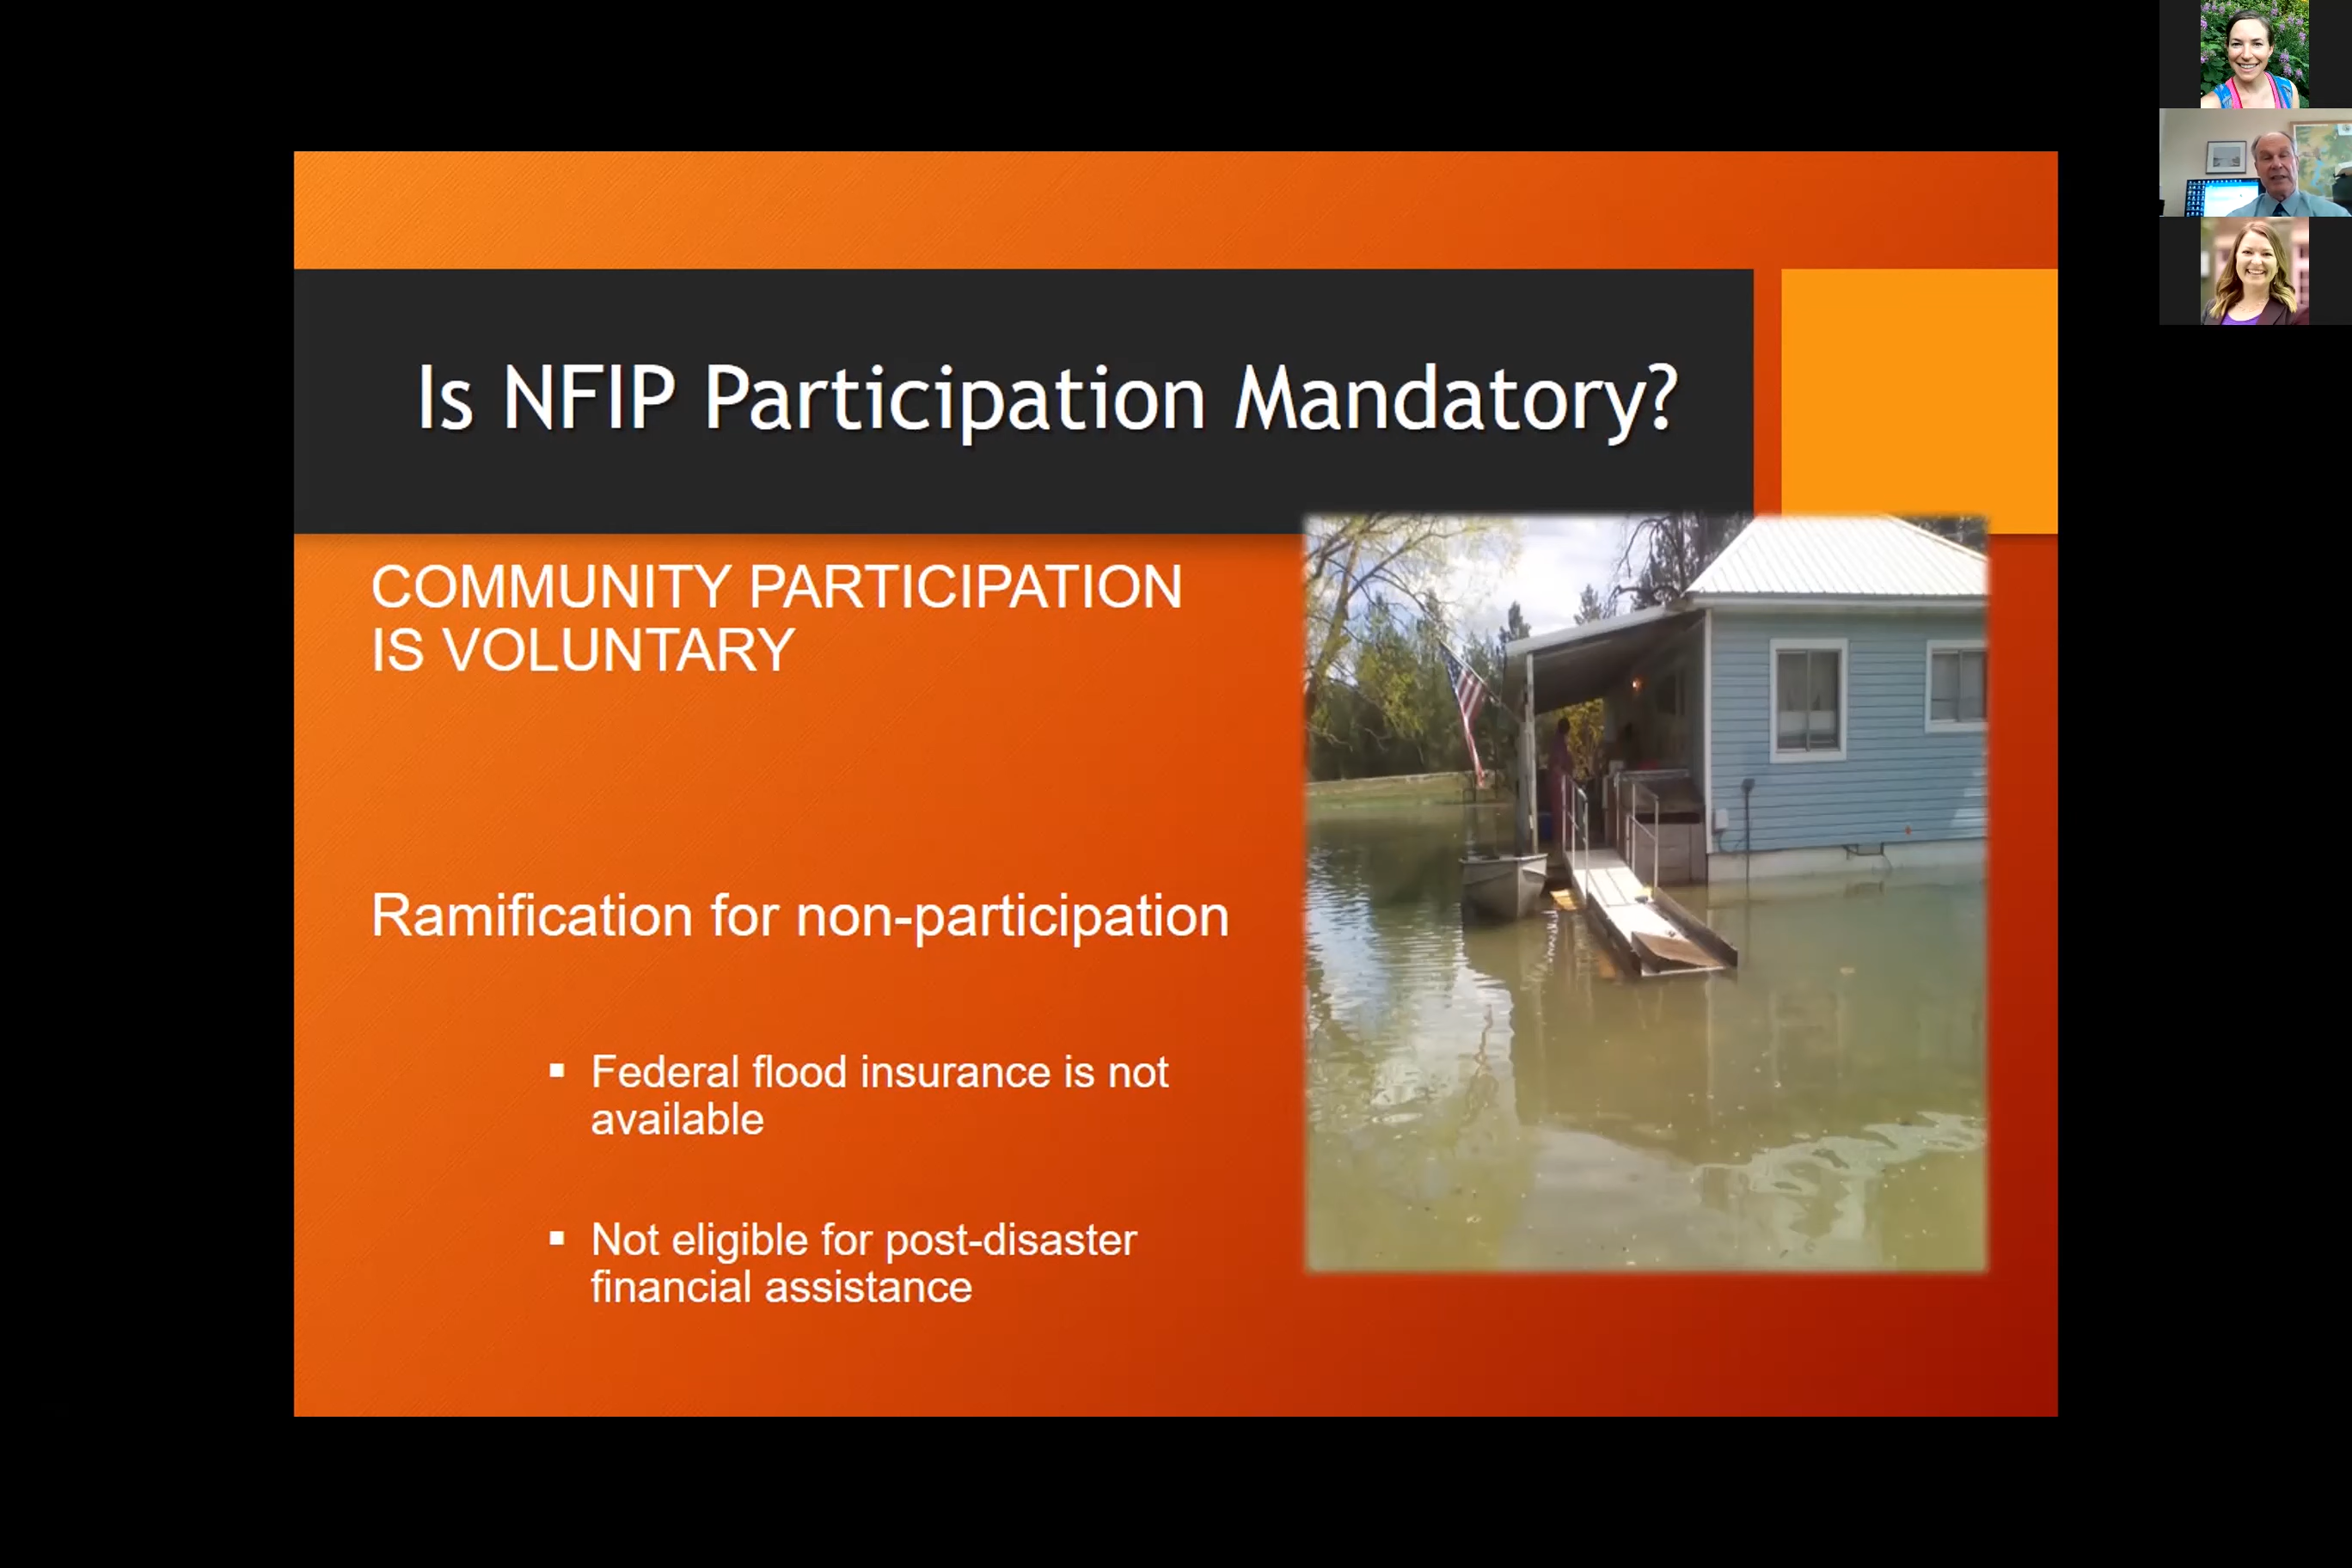 Is NFIP Participation Mandatory?
COMMUNITY PARTICIPATION
IS VOLUNTARY
Ramification for non-participation
▪ Federal flood insurance is not
available
▪ Not eligible for post-disaster
financial assistance